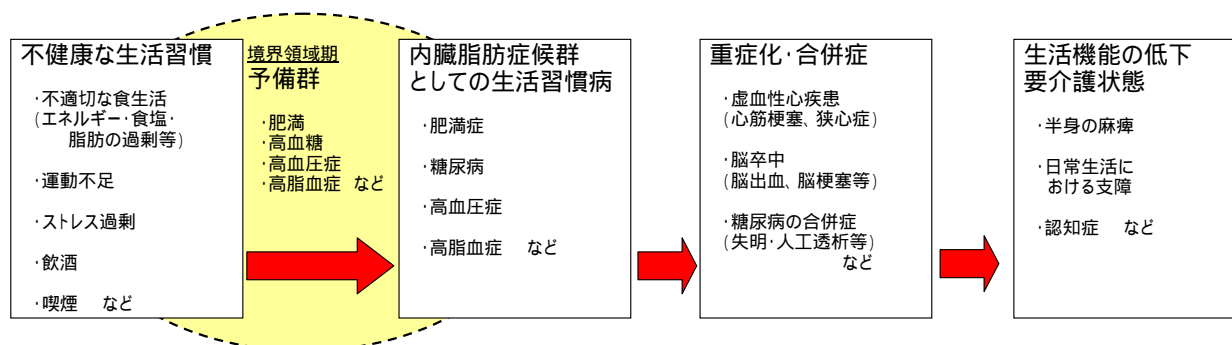 不健康な生活習慣
・不適切な食生活
(エネルギー・食塩・
脂肪の過剰等)
・運動不足
・ストレス過剰
・飲酒
・喫煙 など
境界領域期
予備群
・肥満
・高血糖
・高血圧症
・高脂血症 など
内臓脂肪症候群
としての生活習慣病
・肥満症
・糖尿病
・高血圧症
・高脂血症 など
重症化・合併症
・虚血性心疾患
(心筋梗塞、狭心症)
・脳卒中
(脳出血、脳梗塞等)
・糖尿病の合併症
(失明・人工透析等)
など
生活機能の低下
要介護状態
・半身の麻痺
・日常生活に
おける支障
・認知症 など